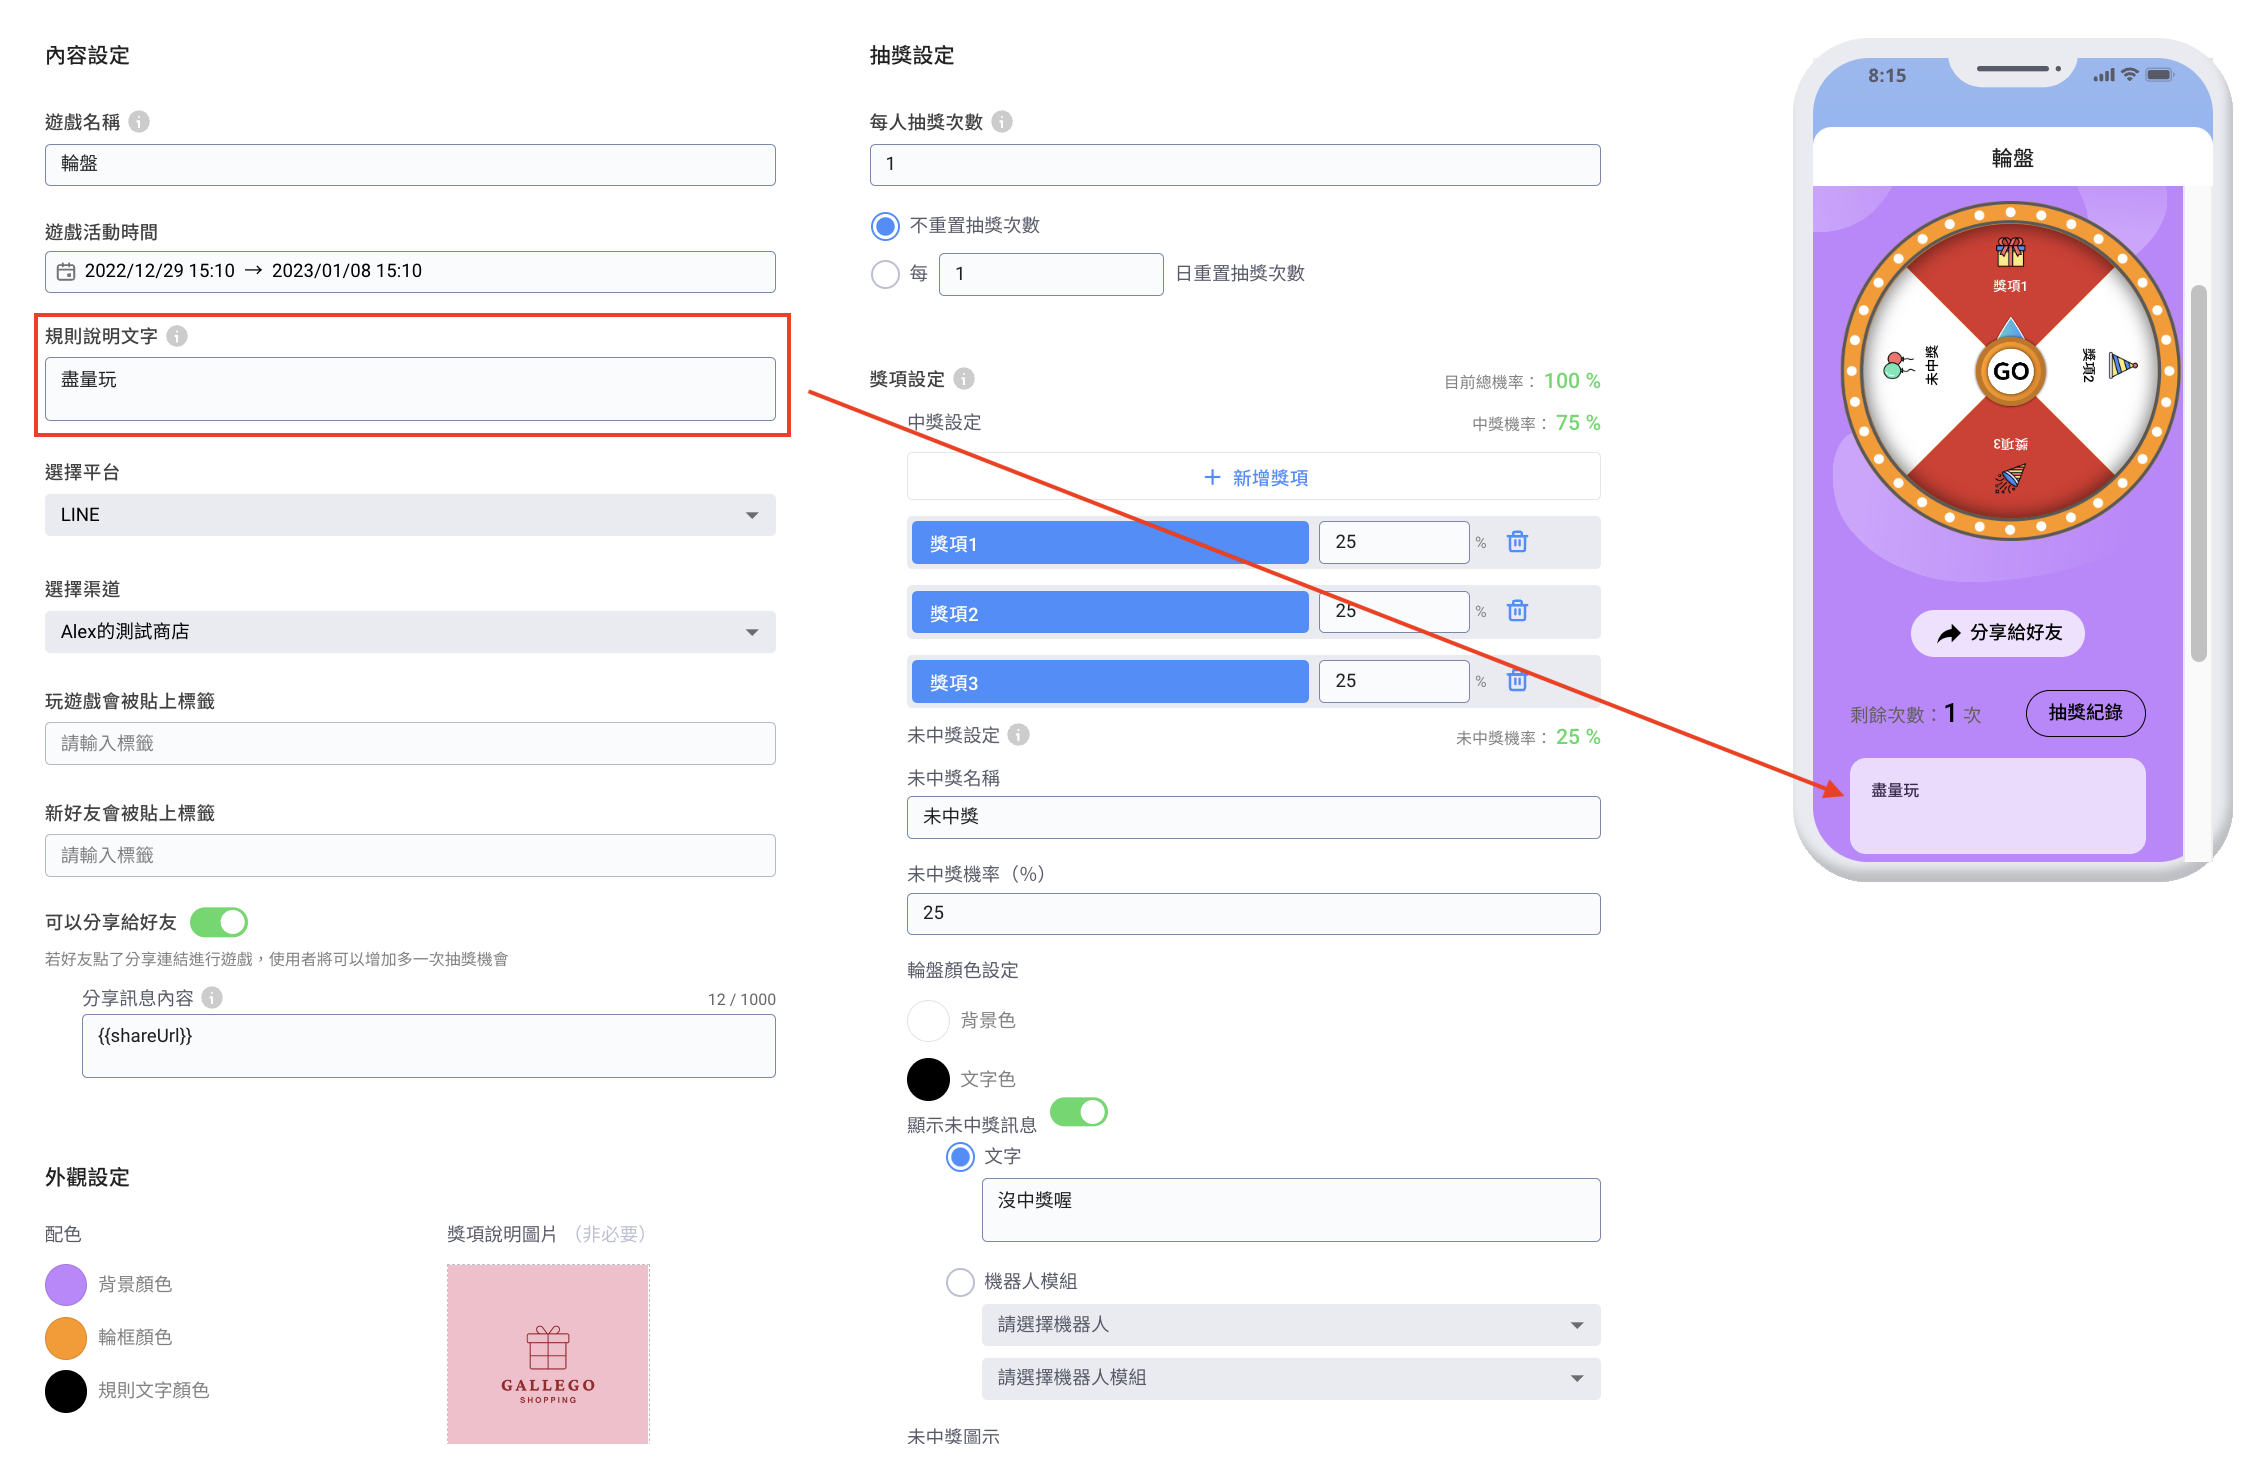 內容設定
遊戲名稱
輪盤
遊戲活動時間
2022/12/29 15:10 → 2023/01/08 15:10
規則說明文字
盡量玩
選擇平台
LINE
選擇渠道
Alex的測試商店
玩遊戲會被貼上標籤
請輸入標籤
新好友會被貼上標籤
請輸入標籤
可以分享給好友
若好友點了分享連結進行遊戲，使用者將可以增加多一次抽獎機會
分享訊息內容
12 / 1000
{{shareUrl}}
外觀設定
配色
背景顏色
輪框顏色
規則文字顏色
獎項說明圖片 （非必要）
GALLEGO
SHOPPING
抽獎設定
每人抽獎次數
1
不重置抽獎次數
每 1 日重置抽獎次數
獎項設定
目前總機率： 100 %
中獎設定
中獎機率： 75 %
+ 新增獎項
獎項1 25 %
獎項2 25 %
獎項3 25 %
未中獎設定
未中獎機率： 25 %
未中獎名稱
未中獎
未中獎機率（%）
25
輪盤顏色設定
背景色
文字色
顯示未中獎訊息
文字
沒中獎喔
機器人模組
請選擇機器人
請選擇機器人模組
未中獎圖示
8:15
輪盤
獎項1
未中獎
GO
獎項2
獎項3
分享給好友
剩餘次數：1 次
抽獎紀錄
盡量玩